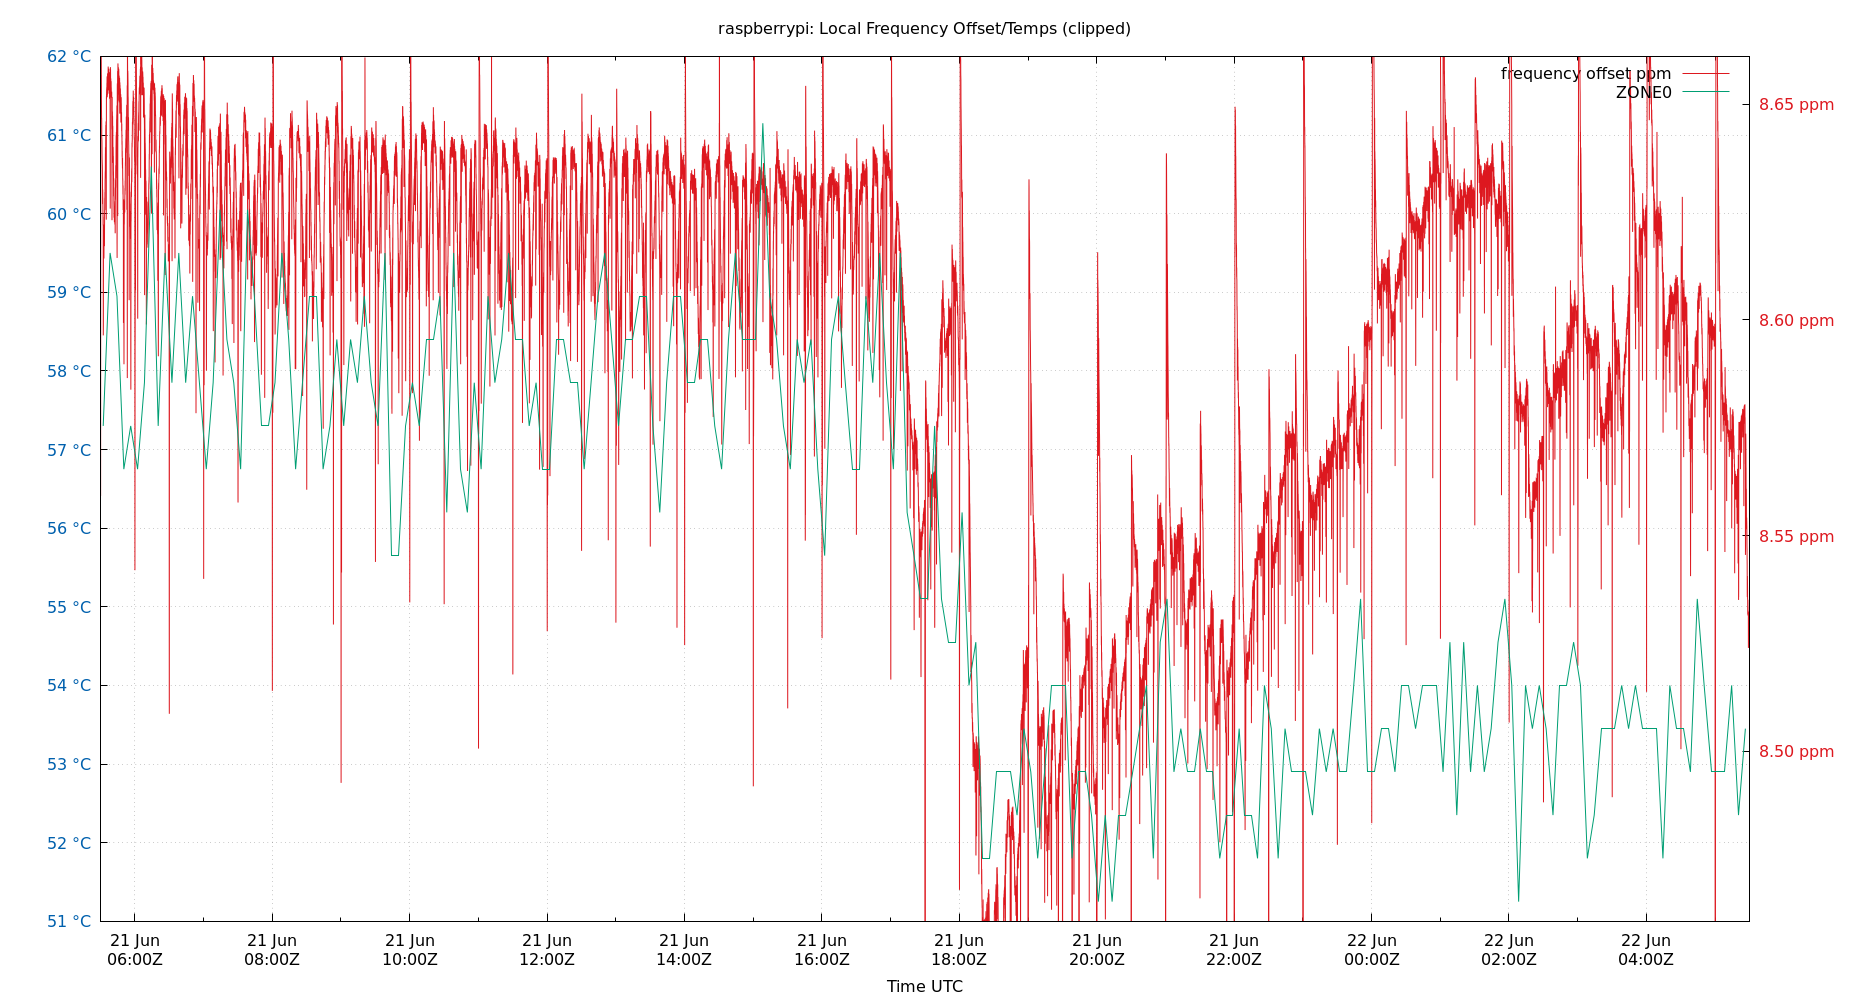 raspberrypi: Local Frequency Offset/Temps (clipped)
62 °C
61 °C
60 °C
59 °C
58 °C
57 °C
56 °C
55 °C
54 °C
53 °C
52 °C
51 °C
frequency offset ppm
ZONE0
8.65 ppm
8.60 ppm
8.55 ppm
8.50 ppm
21 Jun 21 Jun 21 Jun 21 Jun 21 Jun 21 Jun 21 Jun 21 Jun 21 Jun 22 Jun 22 Jun 22 Jun
06:00Z 08:00Z 10:00Z 12:00Z 14:00Z 16:00Z 18:00Z 20:00Z 22:00Z 00:00Z 02:00Z 04:00Z
Time UTC